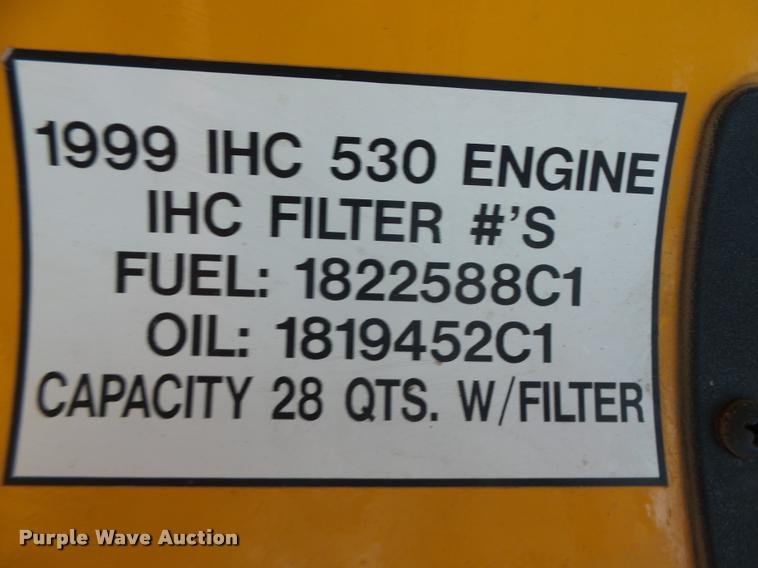 1999 IHC 530 ENGINE
IHC FILTER #'S
FUEL: 1822588C1
OIL: 1819452C1
CAPACITY 28 QTS. W/FILTER
Purple Wave Auction